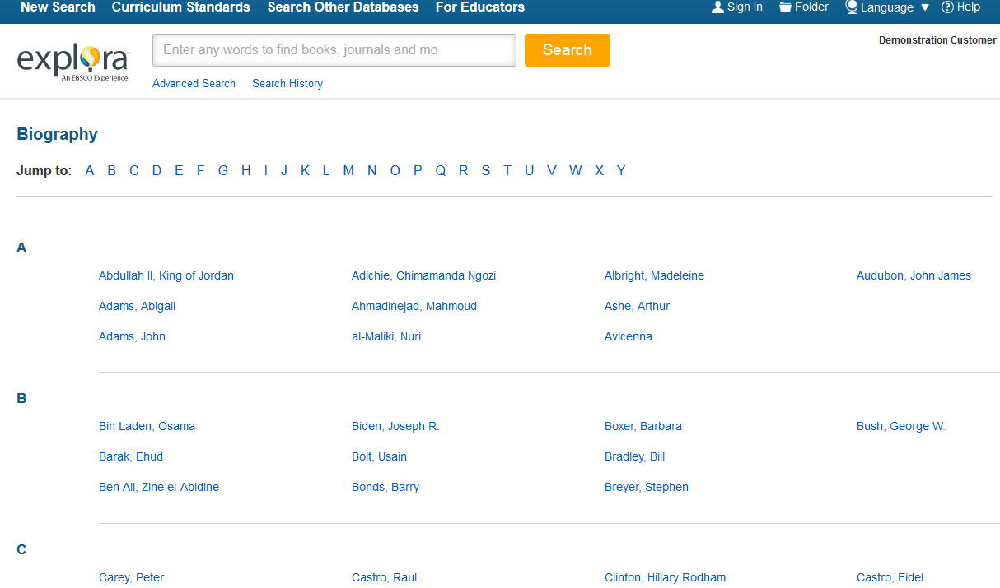 New Search Curriculum Standards Search Other Databases For Educators Sign In Folder Language ▼ ? Help
Demonstration Customer
explora
An EBSCO Experience
Enter any words to find books, journals and mo
Search
Advanced Search Search History
Biography
Jump to: A B C D E F G H I J K L M N O P Q R S T U V W X Y
A
Abdullah II, King of Jordan Adichie, Chimamanda Ngozi Albright, Madeleine Audubon, John James
Adams, Abigail Ahmadinejad, Mahmoud Ashe, Arthur
Adams, John al-Maliki, Nuri Avicenna
B
Bin Laden, Osama Biden, Joseph R. Boxer, Barbara Bush, George W.
Barak, Ehud Bolt, Usain Bradley, Bill
Ben Ali, Zine el-Abidine Bonds, Barry Breyer, Stephen
C
Carey, Peter Castro, Raul Clinton, Hillary Rodham Castro, Fidel